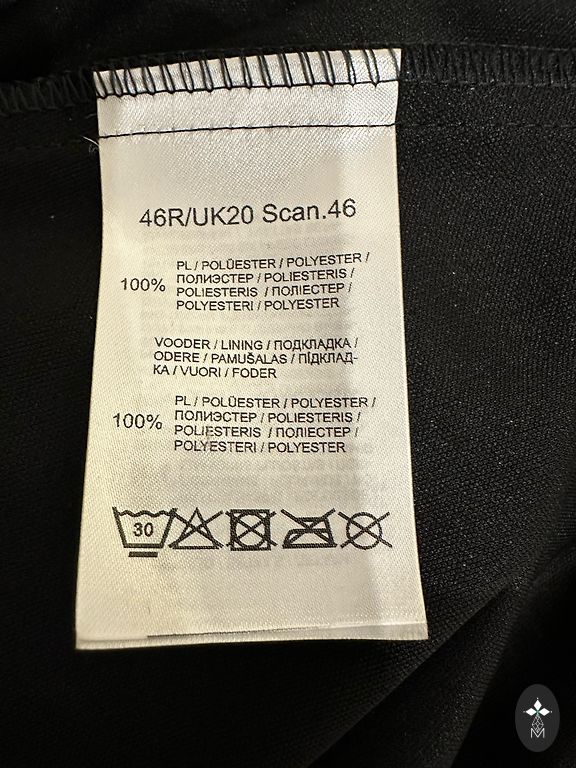 46R/UK20 Scan.46
100% PL / POLÜESTER / POLYESTER /
ПОЛИЭСТЕР / POLIESTERIS /
POLIESTERIS / ПОЛІЕСТЕР /
POLYESTERI / POLYESTER
VOODER / LINING / ПОДКЛАДКА /
ODERE / PAMUŠALAS / ПІДКЛАД-
КА / VUORI / FODER
100% PL / POLÜESTER / POLYESTER /
ПОЛИЭСТЕР / POLIESTERIS /
POLIESTERIS / ПОЛІЕСТЕР /
POLYESTERI / POLYESTER
30
M